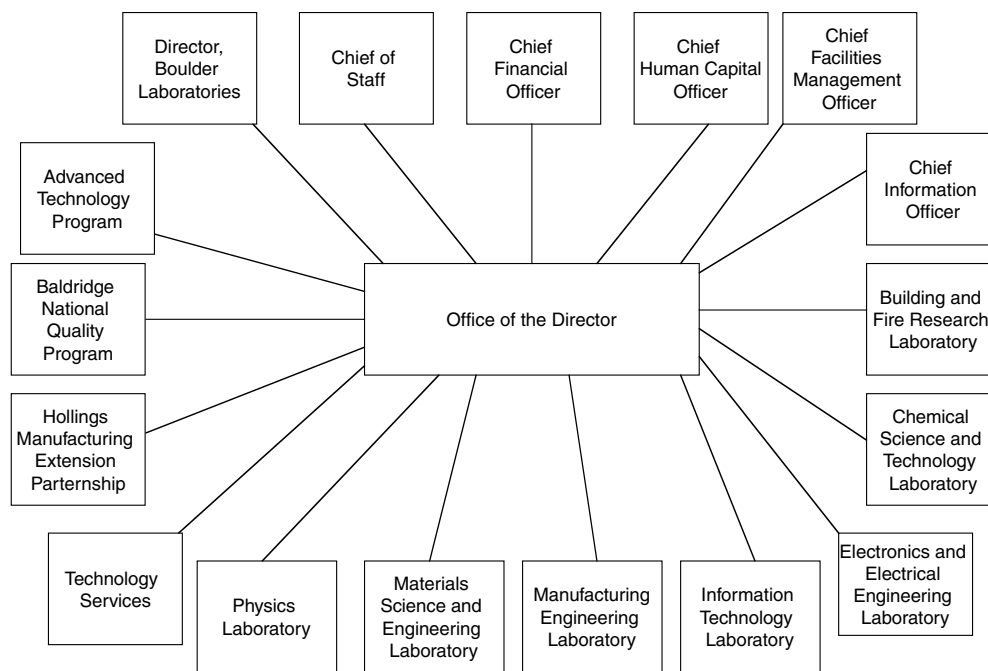 Director,
Boulder
Laboratories
Chief of
Staff
Chief
Financial
Officer
Chief
Human Capital
Officer
Chief
Facilities
Management
Officer
Advanced
Technology
Program
Chief
Information
Officer
Baldridge
National
Quality
Program
Office of the Director
Building and
Fire Research
Laboratory
Hollings
Manufacturing
Extension
Parternship
Chemical
Science and
Technology
Laboratory
Technology
Services
Physics
Laboratory
Materials
Science and
Engineering
Laboratory
Manufacturing
Engineering
Laboratory
Information
Technology
Laboratory
Electronics and
Electrical
Engineering
Laboratory